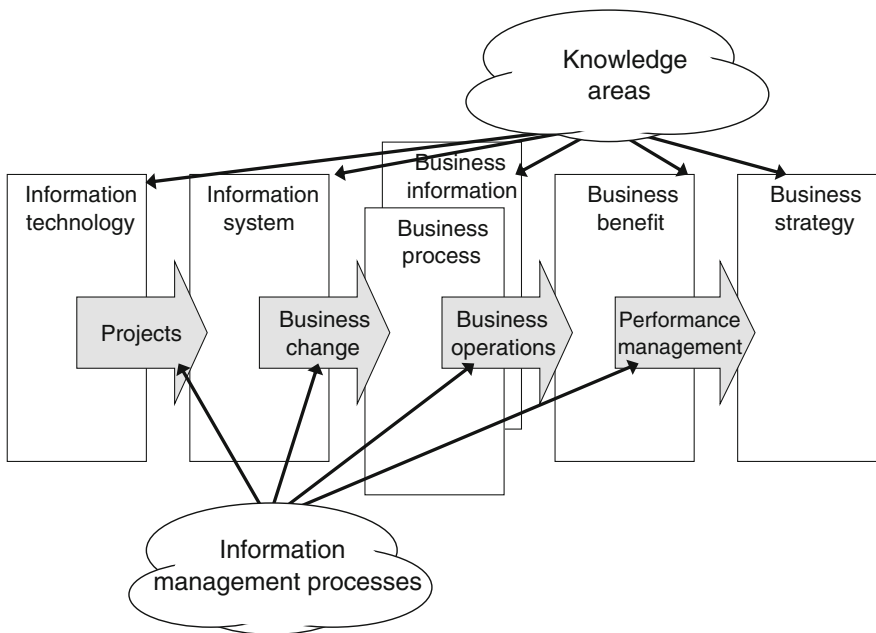 Knowledge
areas
Information
technology
Information
system
Business
information
Business
process
Business
benefit
Business
strategy
Projects
Business
change
Business
operations
Performance
management
Information
management processes